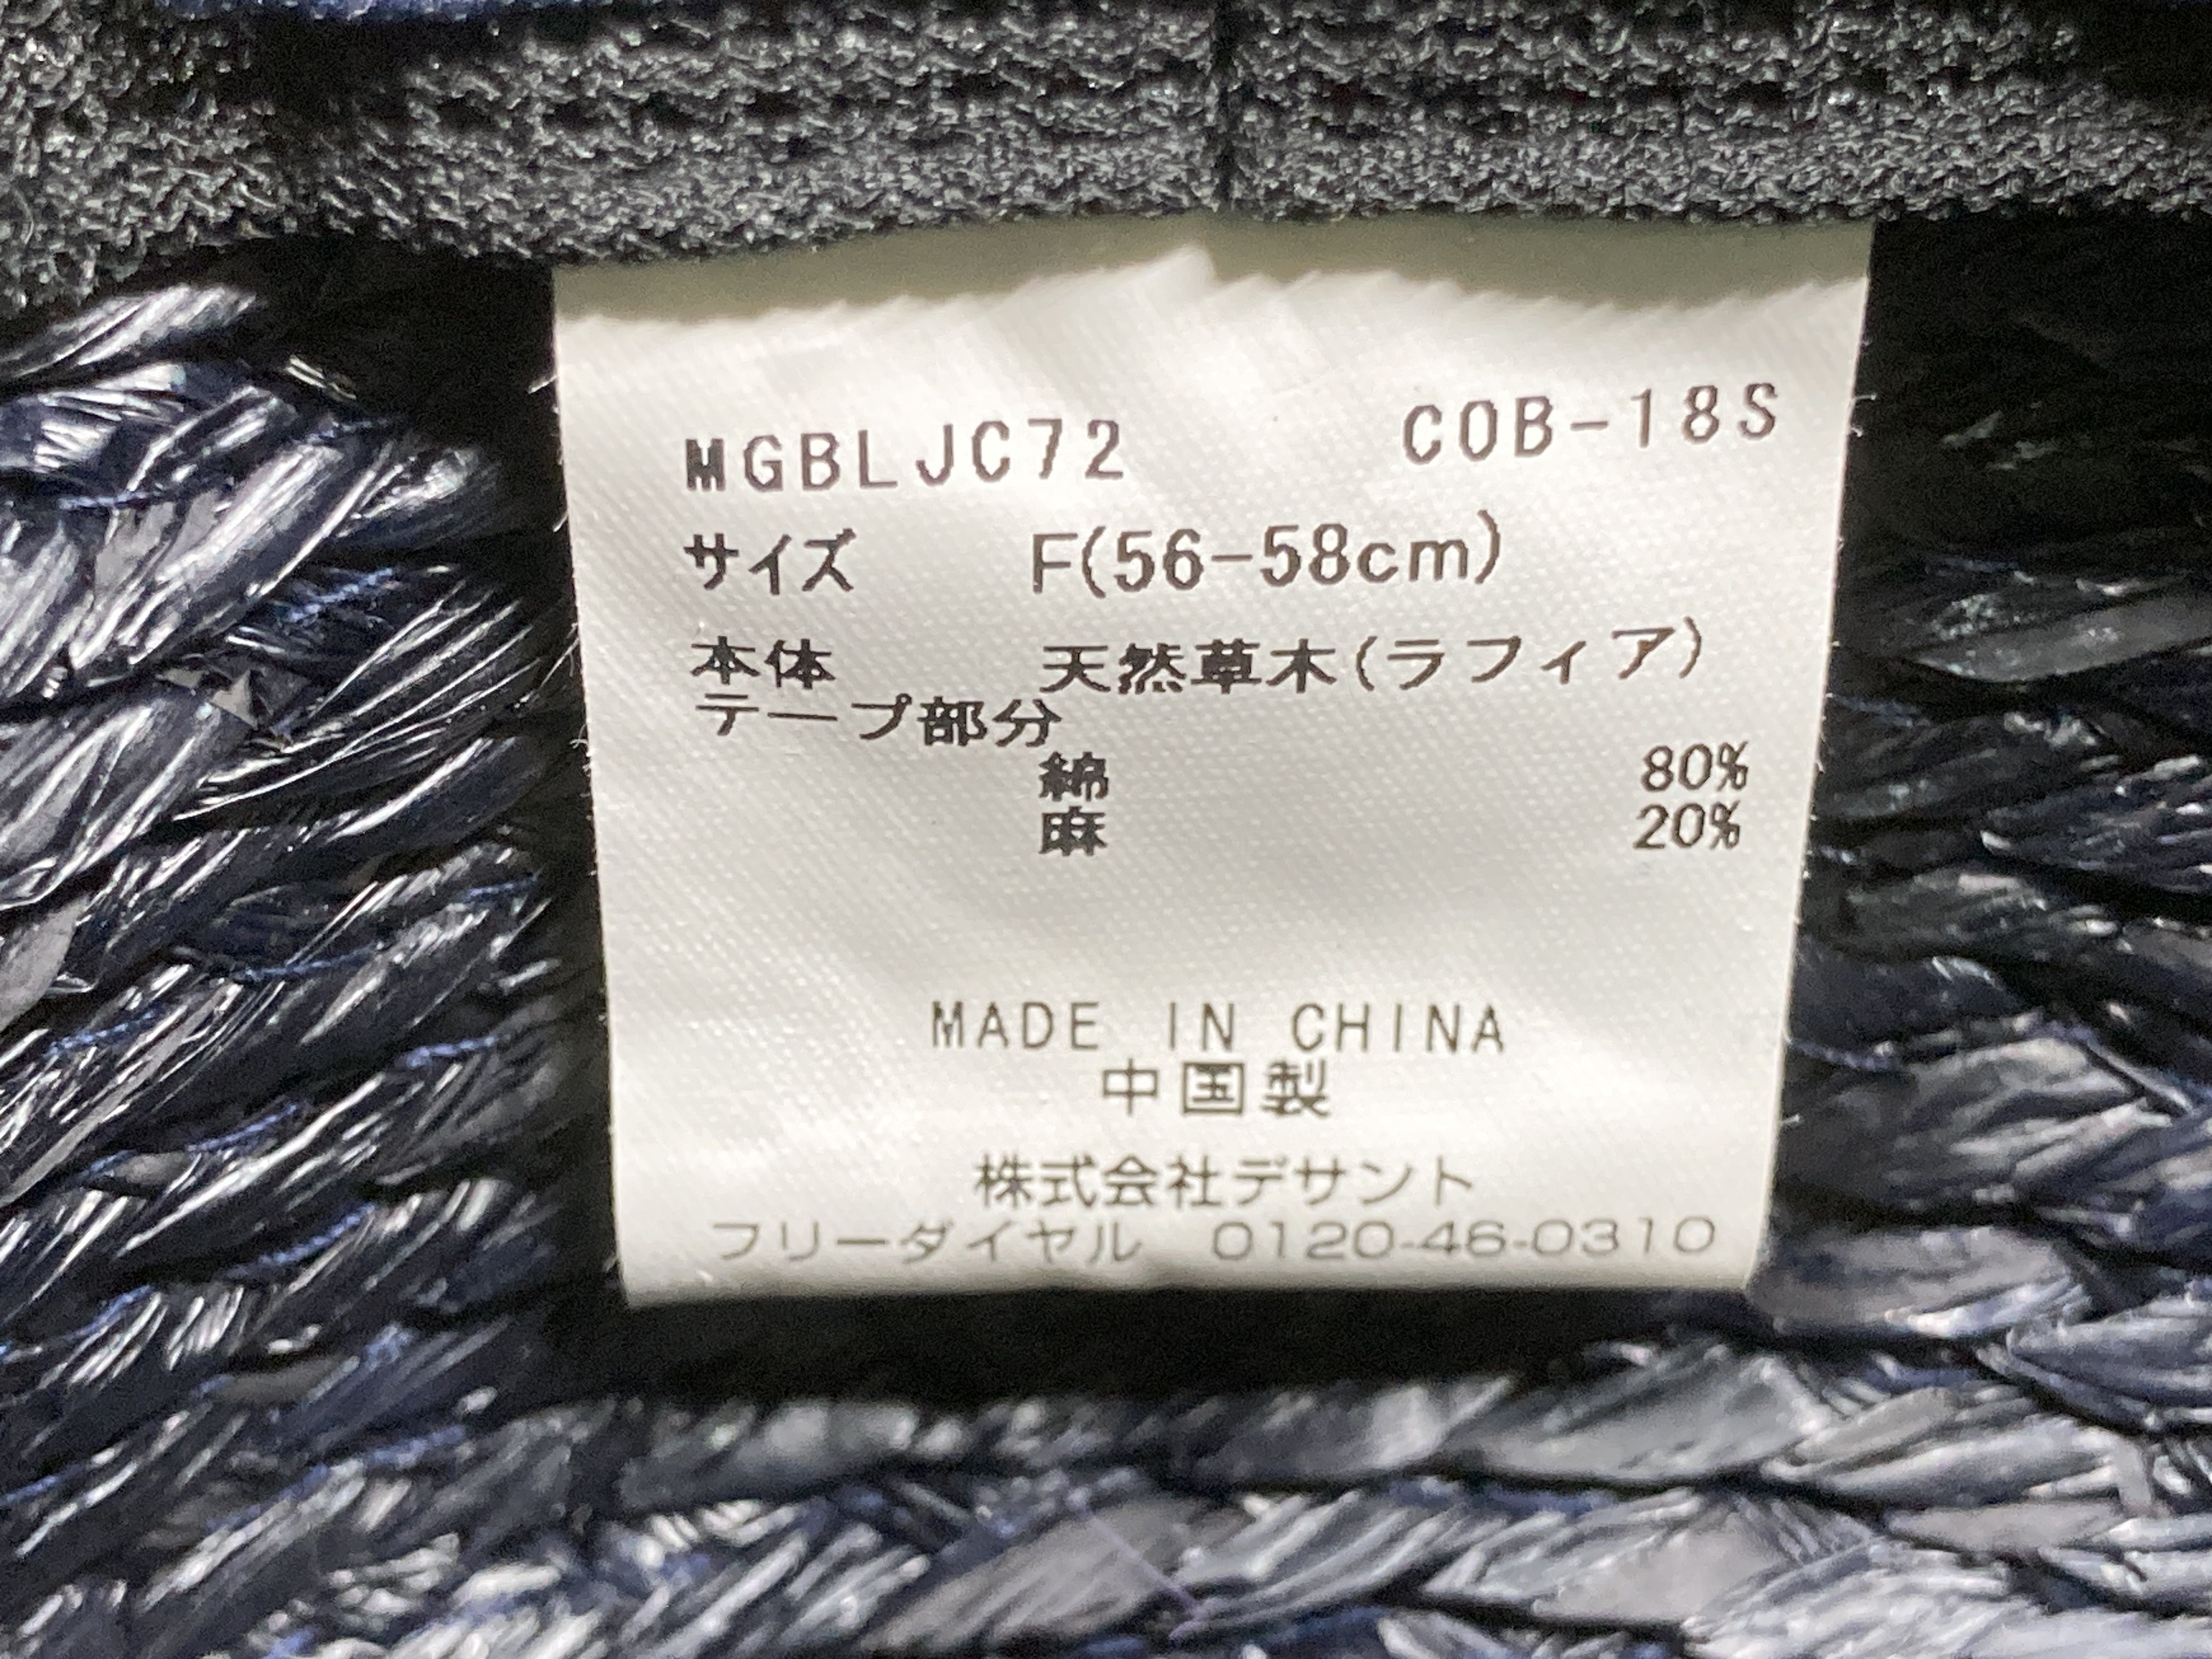 MGBLJC72 COB-18S
サイズ F(56-58cm)
本体 天然草木(ラフィア)
テープ部分
綿 80%
麻 20%
MADE IN CHINA
中国製
株式会社デサント
フリーダイヤル 0120-46-0310